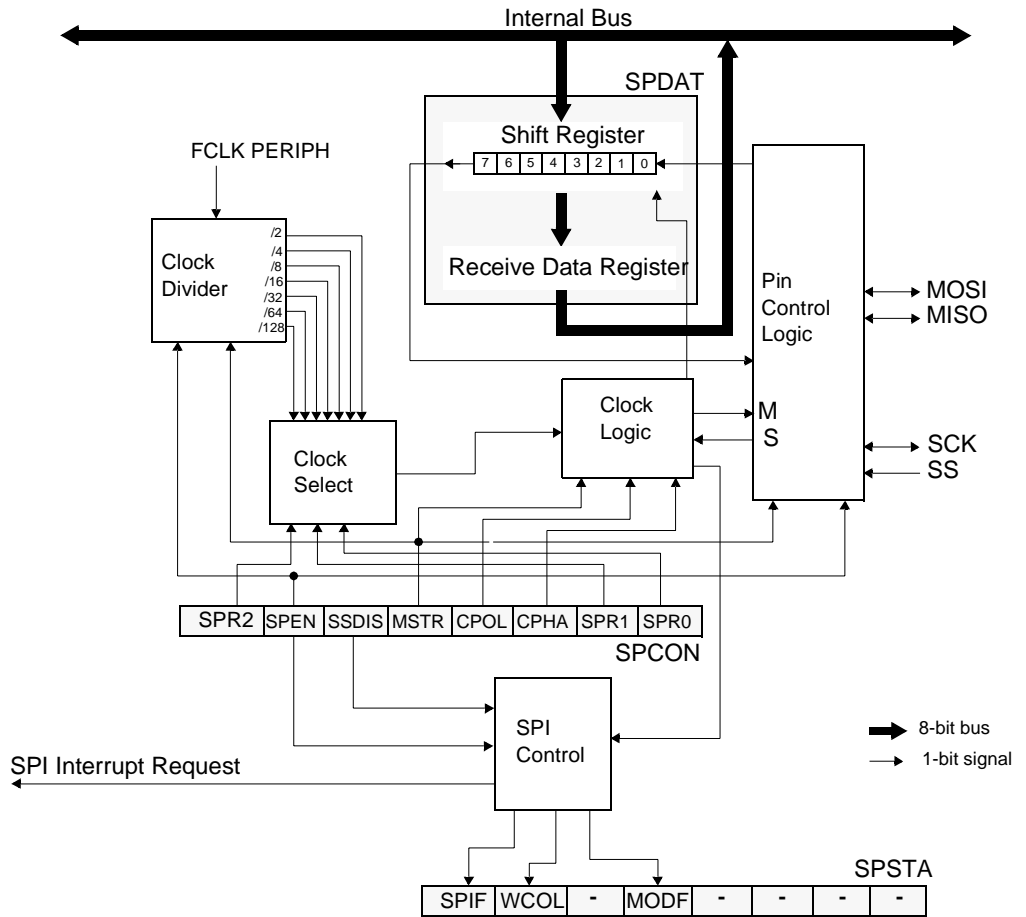 Internal Bus
SPDAT
Shift Register
7 6 5 4 3 2 1 0
FCLK PERIPH
Clock
Divider
/2
/4
/8
/16
/32
/64
/128
Receive Data Register
Pin
Control
Logic
MOSI
MISO
Clock
Logic
M
S
SCK
SS
Clock
Select
SPR2 SPEN SSDIS MSTR CPOL CPHA SPR1 SPR0
SPCON
SPI
Control
8-bit bus
1-bit signal
SPI Interrupt Request
SPSTA
SPIF WCOL - MODF - - - -